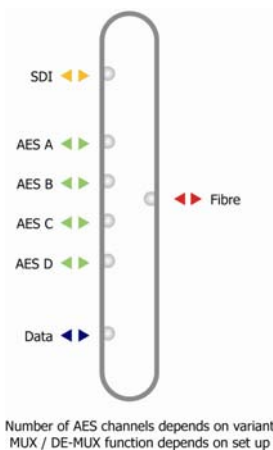 SDI
AES A
AES B
Fibre
AES C
AES D
Data
Number of AES channels depends on variant
MUX / DE-MUX function depends on set up